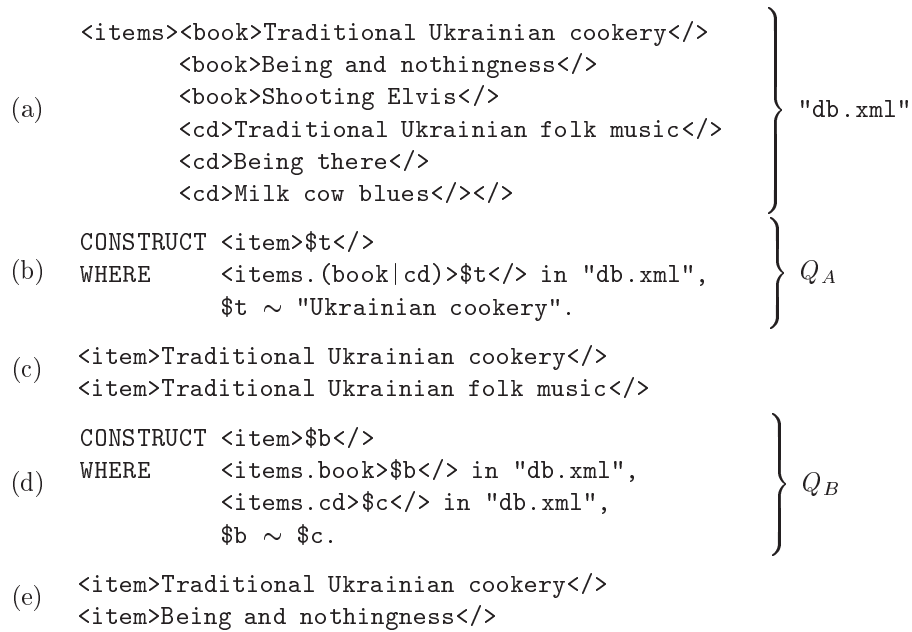 <items><book>Traditional Ukrainian cookery</>
<book>Being and nothingness</>
(a) <book>Shooting Elvis</> "db.xml"
<cd>Traditional Ukrainian folk music</>
<cd>Being there</>
<cd>Milk cow blues</></>
CONSTRUCT <item>$t</>
(b) WHERE <items.(book|cd)>$t</> in "db.xml", Q_A
$t ∼ "Ukrainian cookery".
(c) <item>Traditional Ukrainian cookery</>
<item>Traditional Ukrainian folk music</>
CONSTRUCT <item>$b</>
WHERE <items.book>$b</> in "db.xml",
(d) <items.cd>$c</> in "db.xml", Q_B
$b ∼ $c.
(e) <item>Traditional Ukrainian cookery</>
<item>Being and nothingness</>